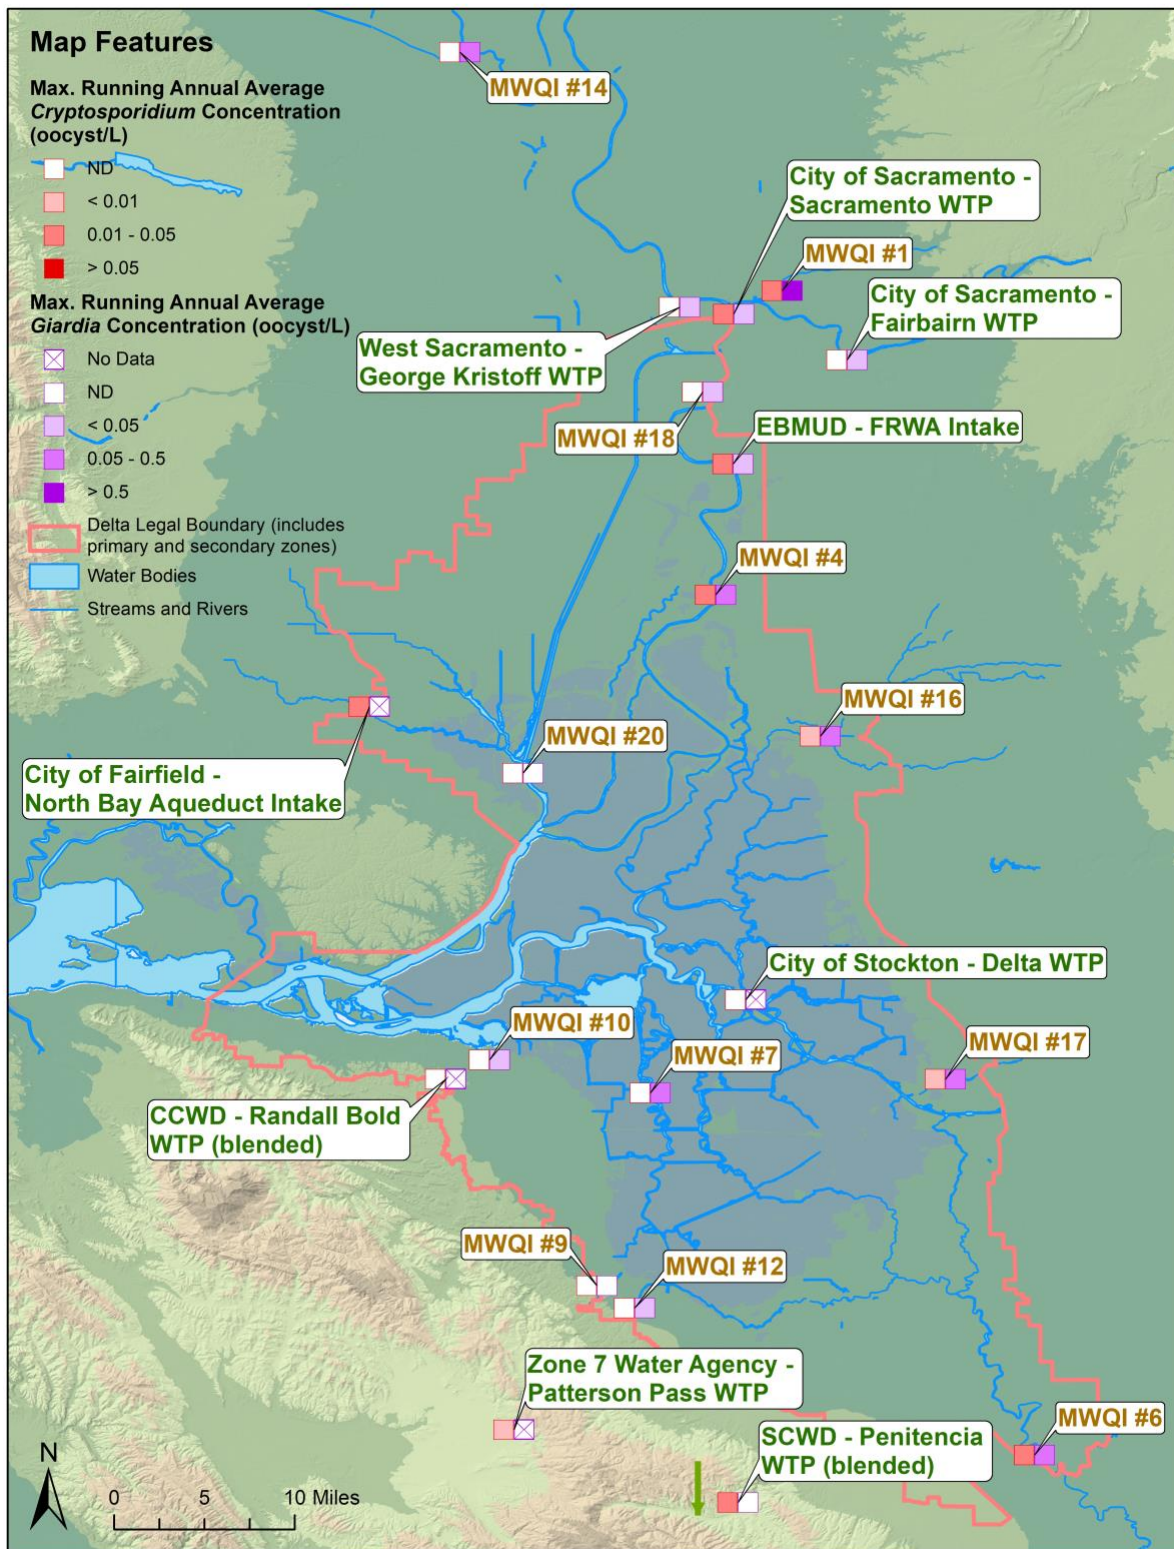 Map Features
Max. Running Annual Average
Cryptosporidium Concentration
(oocyst/L)
ND
< 0.01
0.01 - 0.05
> 0.05
Max. Running Annual Average
Giardia Concentration (oocyst/L)
No Data
ND
< 0.05
0.05 - 0.5
> 0.5
Delta Legal Boundary (includes
primary and secondary zones)
Water Bodies
Streams and Rivers
MWQI #14
City of Sacramento -
Sacramento WTP
MWQI #1
City of Sacramento -
Fairbairn WTP
West Sacramento -
George Kristoff WTP
MWQI #18
EBMUD - FRWA Intake
MWQI #4
MWQI #16
MWQI #20
City of Fairfield -
North Bay Aqueduct Intake
City of Stockton - Delta WTP
MWQI #10
MWQI #7
MWQI #17
CCWD - Randall Bold
WTP (blended)
MWQI #9
MWQI #12
Zone 7 Water Agency -
Patterson Pass WTP
MWQI #6
SCWD - Penitencia
WTP (blended)
N
0 5 10 Miles